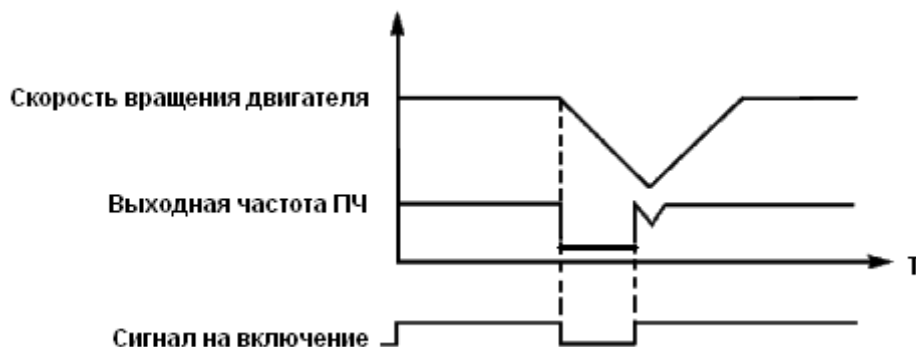 Скорость вращения двигателя
Выходная частота ПЧ
T
Сигнал на включение